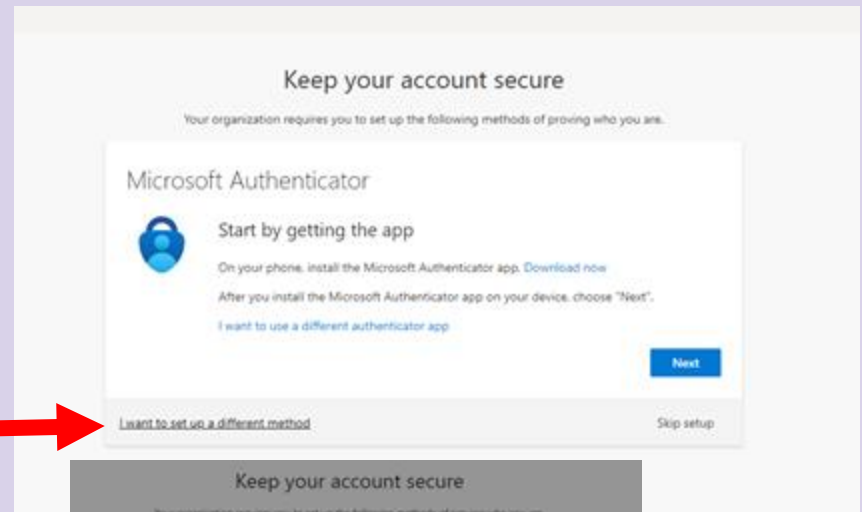 Keep your account secure
Your organization requires you to set up the following methods of proving who you are.
Microsoft Authenticator
Start by getting the app
On your phone, install the Microsoft Authenticator app. Download now
After you install the Microsoft Authenticator app on your device, choose "Next".
I want to use a different authenticator app
Next
I want to set up a different method
Skip setup
Keep your account secure